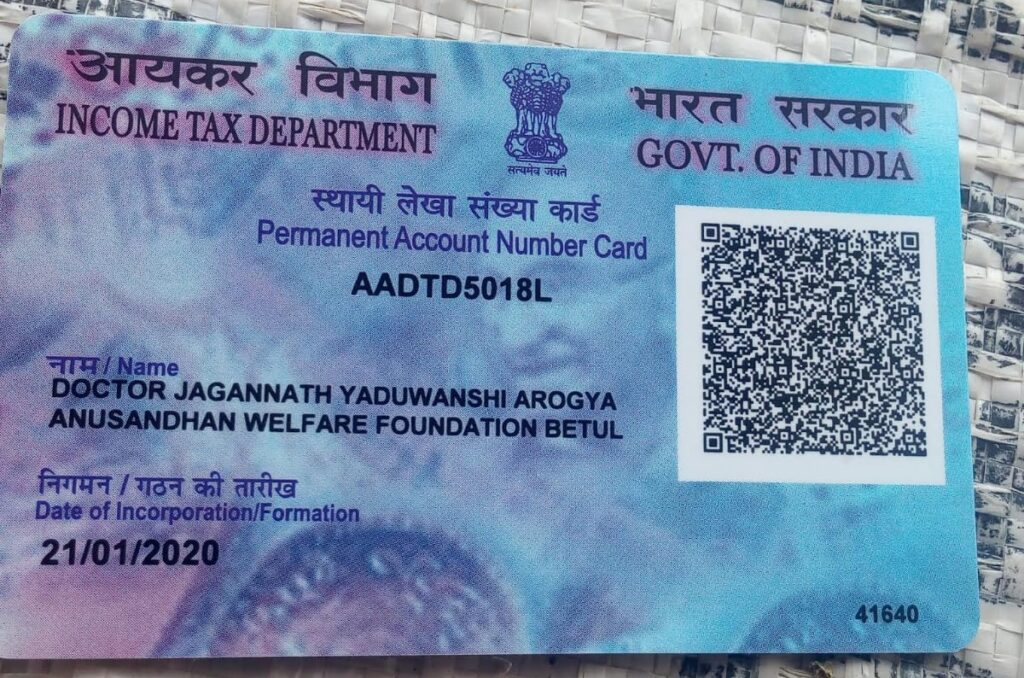 आयकर विभाग
INCOME TAX DEPARTMENT
सत्यमेव जयते
भारत सरकार
GOVT. OF INDIA
स्थायी लेखा संख्या कार्ड
Permanent Account Number Card
AADTD5018L
नाम / Name
DOCTOR JAGANNATH YADUWANSHI AROGYA
ANUSANDHAN WELFARE FOUNDATION BETUL
निगमन / गठन की तारीख
Date of Incorporation/Formation
21/01/2020
41640